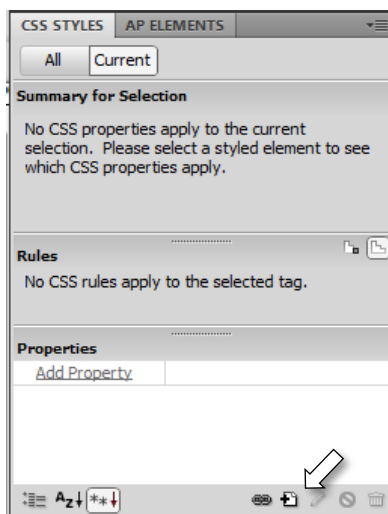 CSS STYLES AP ELEMENTS
All Current
Summary for Selection
No CSS properties apply to the current
selection. Please select a styled element to see
which CSS properties apply.
Rules
No CSS rules apply to the selected tag.
Properties
Add Property
AZ↓ **↓